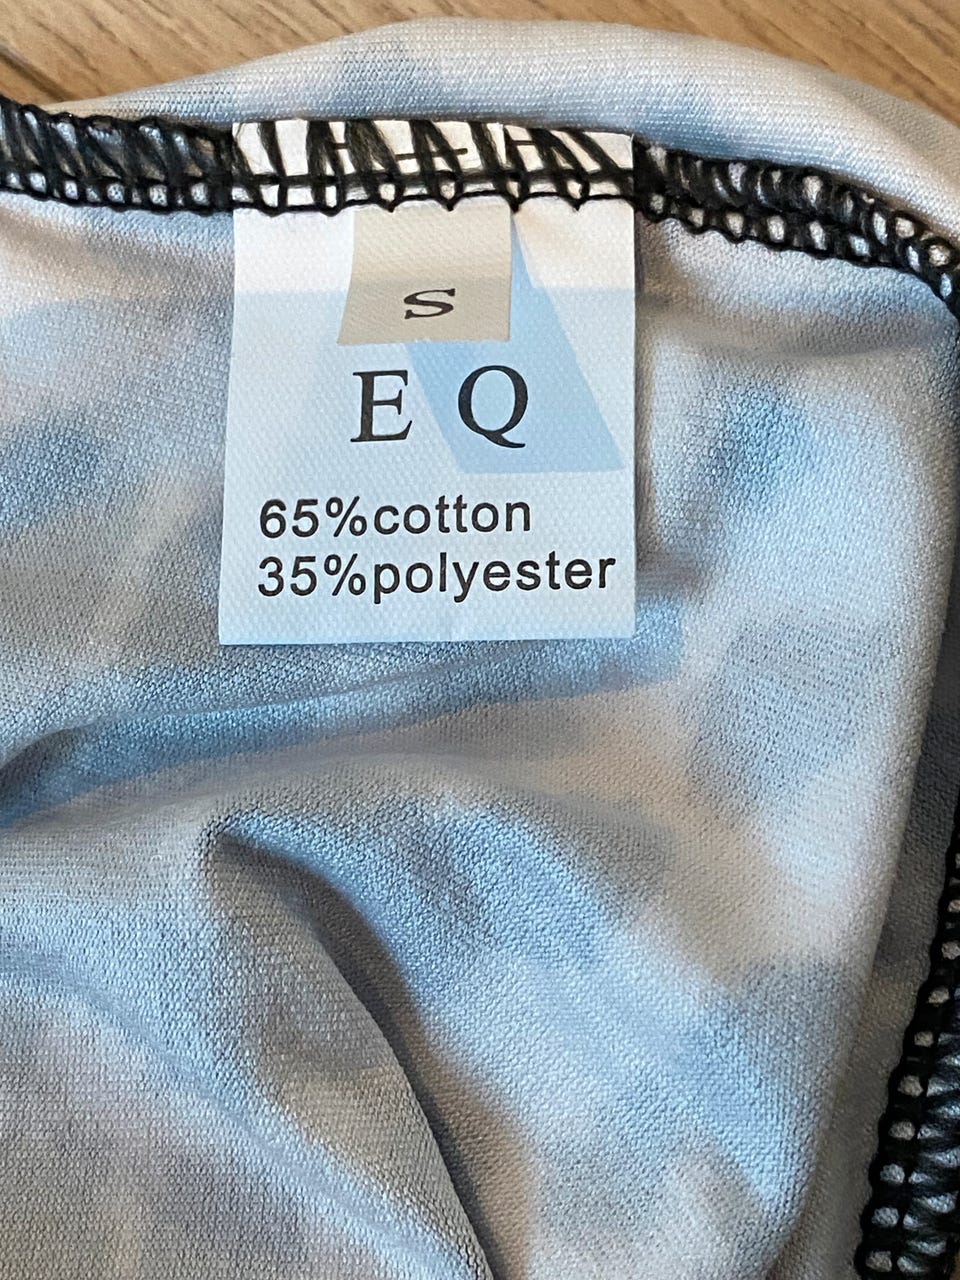 S
E Q
65%cotton
35%polyester